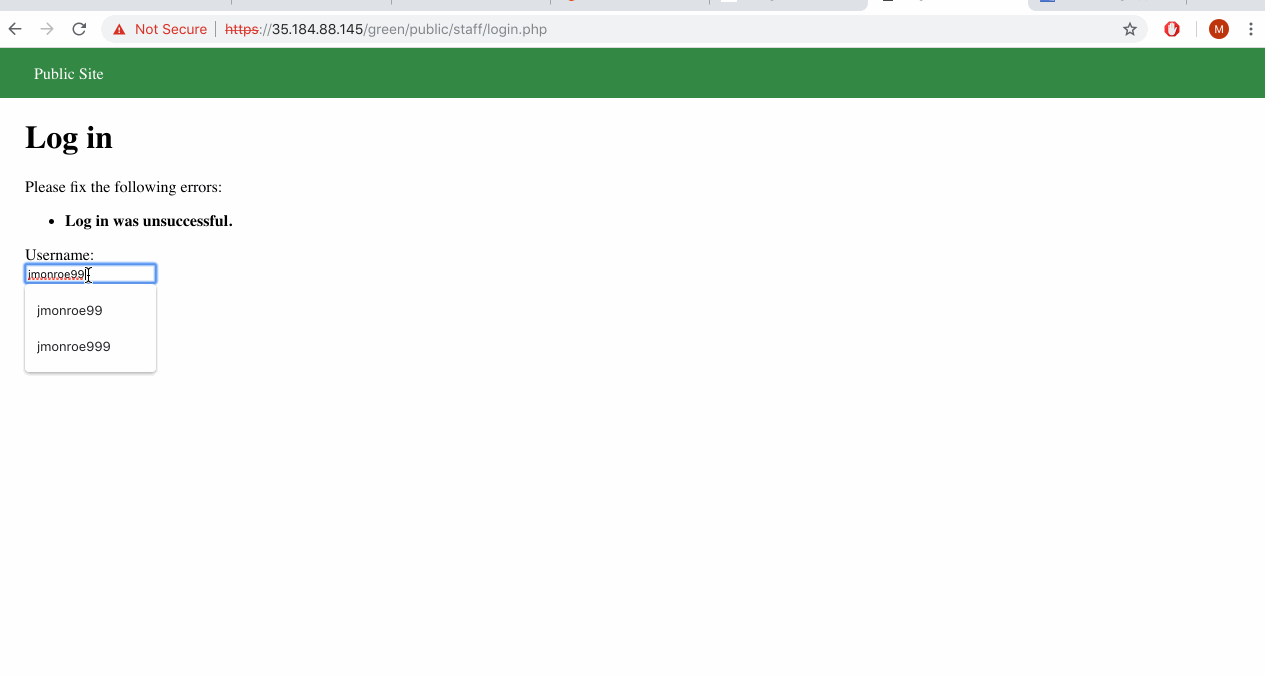 Not Secure | https://35.184.88.145/green/public/staff/login.php
M
Public Site
Log in
Please fix the following errors:
• Log in was unsuccessful.
Username:
jmonroe99
jmonroe99
jmonroe999